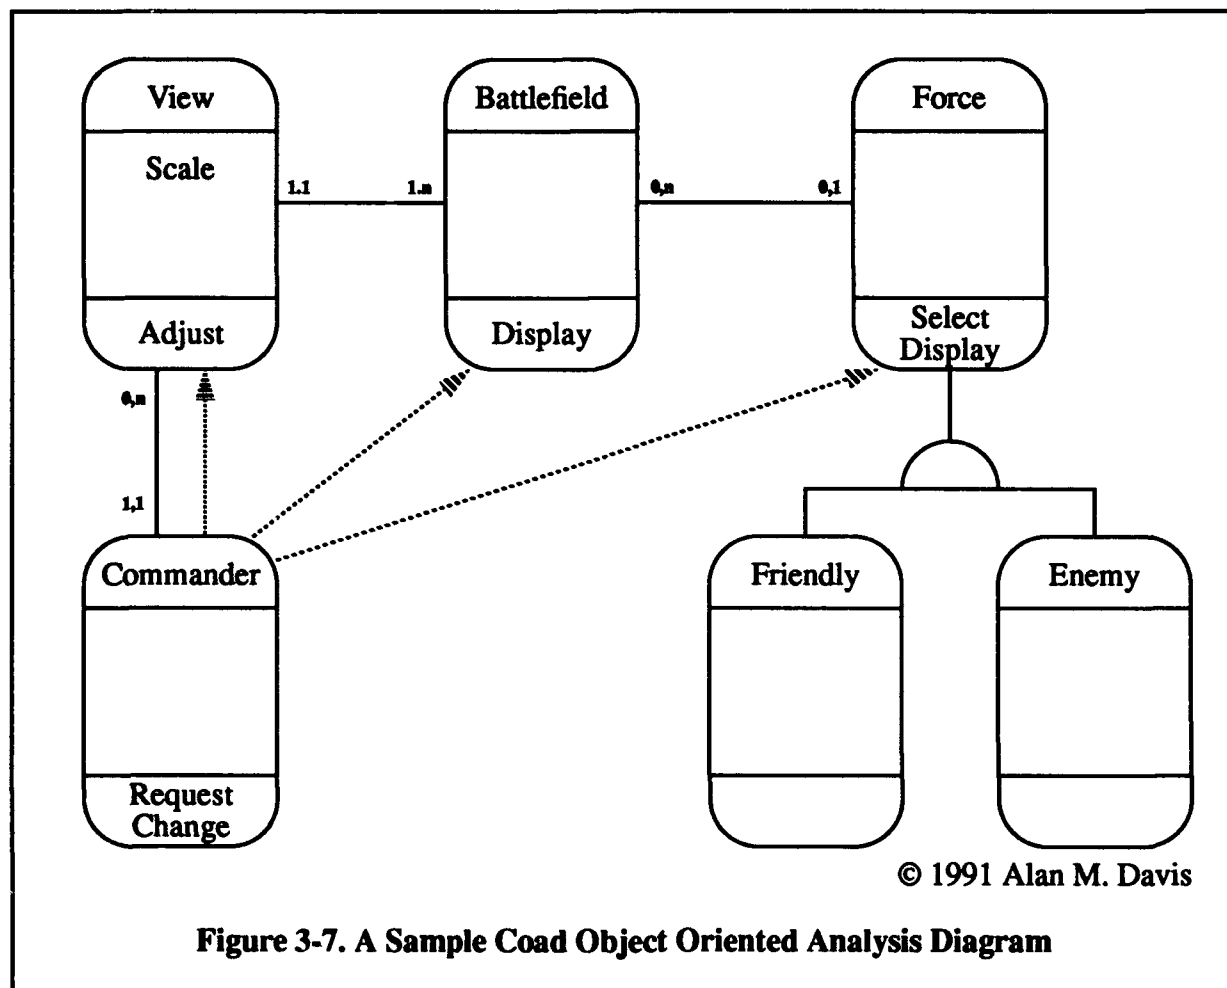 View
Battlefield
Force
Scale
1.1
1.n
0,n
0,1
Adjust
Display
Select
Display
0,n
1,1
Commander
Friendly
Enemy
Request
Change
© 1991 Alan M. Davis
Figure 3-7. A Sample Coad Object Oriented Analysis Diagram